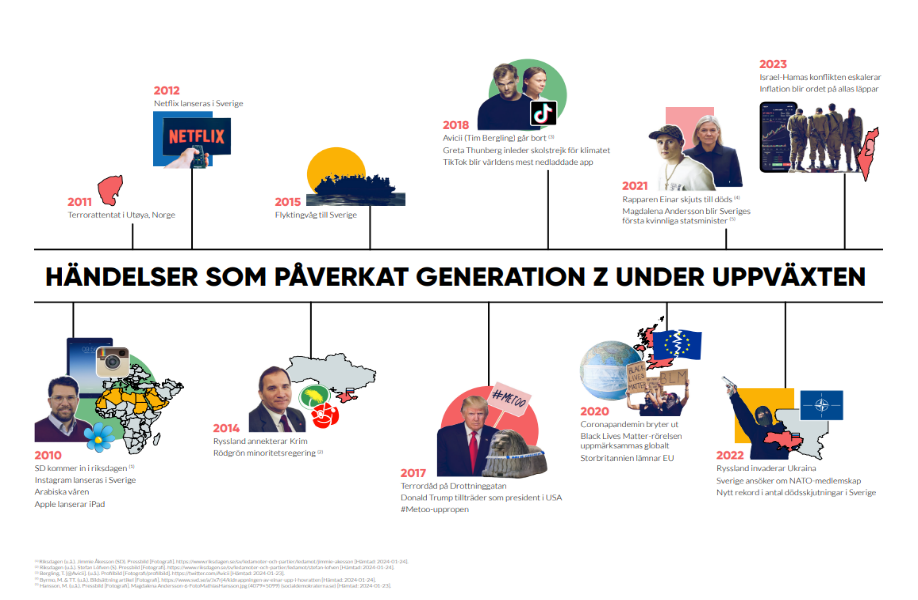 2023
Israel-Hamas konflikten eskalerar
Inflation blir ordet på allas läppar
2012
Netflix lanseras i Sverige
NETFLIX
2018
Avicii (Tim Bergling) går bort (3)
Greta Thunberg inleder skolstrejk för klimatet
TikTok blir världens mest nedladdade app
2021
Rapparen Einar skjuts till döds (4)
Magdalena Andersson blir Sveriges
första kvinnliga statsminister (5)
2011
Terrorattentat i Utøya, Norge
2015
Flyktingvåg till Sverige
HÄNDELSER SOM PÅVERKAT GENERATION Z UNDER UPPVÄXTEN
2010
SD kommer in i riksdagen (1)
Instagram lanseras i Sverige
Arabiska våren
Apple lanserar iPad
2014
Ryssland annekterar Krim
Rödgrön minoritetsregering (2)
#METOO
2017
Terrordåd på Drottninggatan
Donald Trump tillträder som president i USA
#Metoo-uppropen
BLACK
LIVES
MATTER
BLM
2020
Coronapandemin bryter ut
Black Lives Matter-rörelsen
uppmärksammas globalt
Storbritannien lämnar EU
2022
Ryssland invaderar Ukraina
Sverige ansöker om NATO-medlemskap
Nytt rekord i antal dödsskjutningar i Sverige